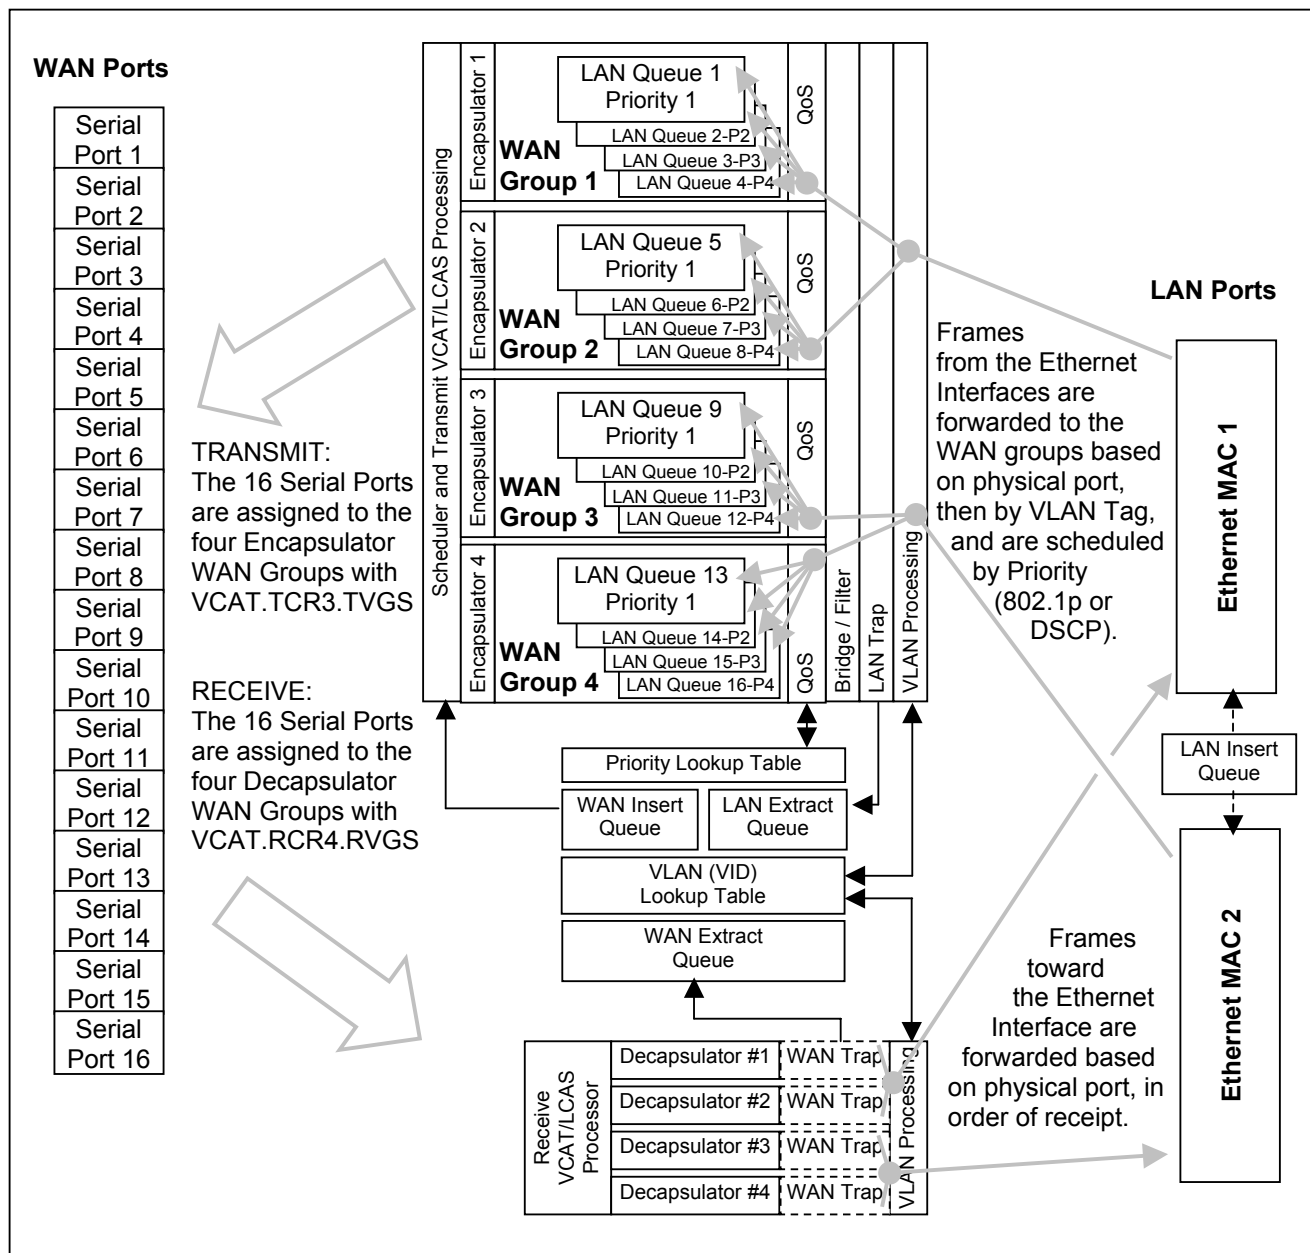 WAN Ports
Serial
Port 1
Serial
Port 2
Serial
Port 3
Serial
Port 4
Serial
Port 5
Serial
Port 6
Serial
Port 7
Serial
Port 8
Serial
Port 9
Serial
Port 10
Serial
Port 11
Serial
Port 12
Serial
Port 13
Serial
Port 14
Serial
Port 15
Serial
Port 16
TRANSMIT:
The 16 Serial Ports
are assigned to the
four Encapsulator
WAN Groups with
VCAT.TCR3.TVGS
RECEIVE:
The 16 Serial Ports
are assigned to the
four Decapsulator
WAN Groups with
VCAT.RCR4.RVGS
Scheduler and Transmit VCAT/LCAS Processing
Encapsulator 1
WAN
Group 1
LAN Queue 1
Priority 1
LAN Queue 2-P2
LAN Queue 3-P3
LAN Queue 4-P4
QoS
Encapsulator 2
WAN
Group 2
LAN Queue 5
Priority 1
LAN Queue 6-P2
LAN Queue 7-P3
LAN Queue 8-P4
QoS
Encapsulator 3
WAN
Group 3
LAN Queue 9
Priority 1
LAN Queue 10-P2
LAN Queue 11-P3
LAN Queue 12-P4
QoS
Encapsulator 4
WAN
Group 4
LAN Queue 13
Priority 1
LAN Queue 14-P2
LAN Queue 15-P3
LAN Queue 16-P4
QoS
Bridge / Filter
LAN Trap
VLAN Processing
Priority Lookup Table
WAN Insert
Queue
LAN Extract
Queue
VLAN (VID)
Lookup Table
WAN Extract
Queue
Receive
VCAT/LCAS
Processor
Decapsulator #1
WAN Trap
Decapsulator #2
WAN Trap
Decapsulator #3
WAN Trap
Decapsulator #4
WAN Trap
VLAN Processing
LAN Ports
Frames
from the Ethernet
Interfaces are
forwarded to the
WAN groups based
on physical port,
then by VLAN Tag,
and are scheduled
by Priority
(802.1p or
DSCP).
Ethernet MAC 1
LAN Insert
Queue
Ethernet MAC 2
Frames
toward
the Ethernet
Interface are
forwarded based
on physical port, in
order of receipt.